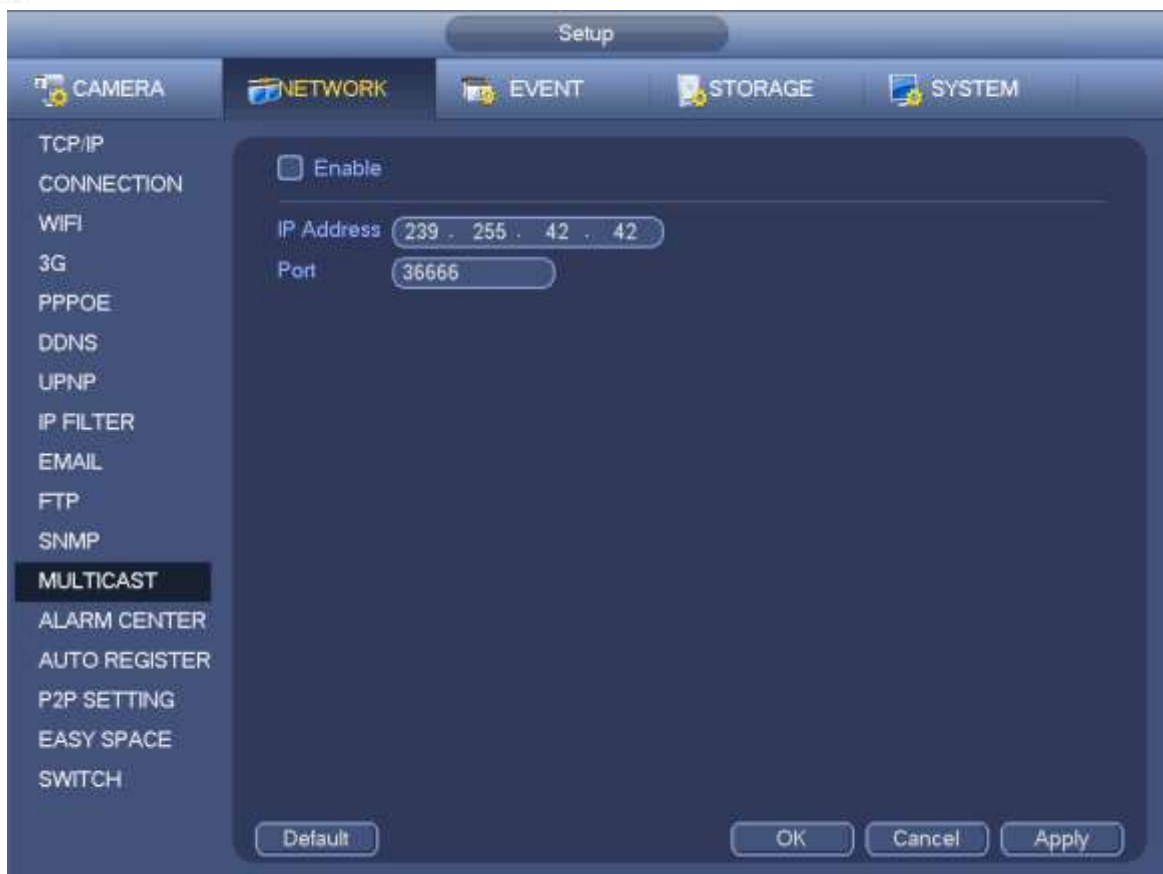 Setup
CAMERA NETWORK EVENT STORAGE SYSTEM
TCP/IP
CONNECTION
WIFI
3G
PPPOE
DDNS
UPNP
IP FILTER
EMAIL
FTP
SNMP
MULTICAST
ALARM CENTER
AUTO REGISTER
P2P SETTING
EASY SPACE
SWITCH
Enable
IP Address 239 . 255 . 42 . 42
Port 36666
Default OK Cancel Apply